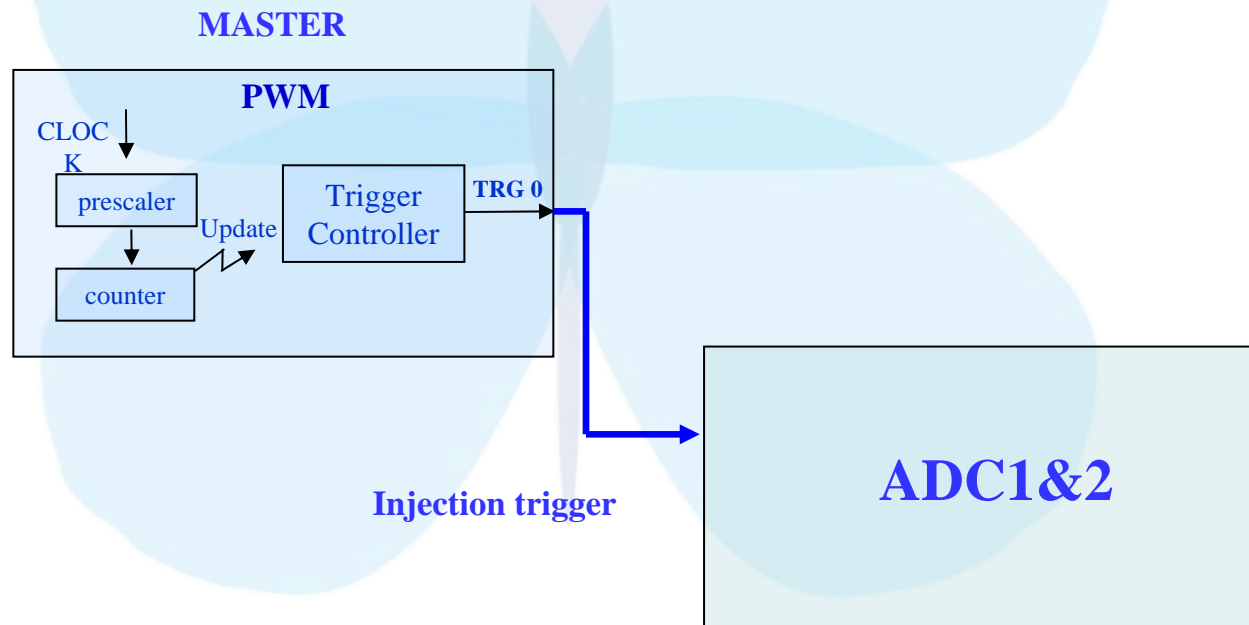 MASTER
PWM
CLOC
K
prescaler
Update
counter
Trigger
Controller
TRG 0
Injection trigger
ADC1&2